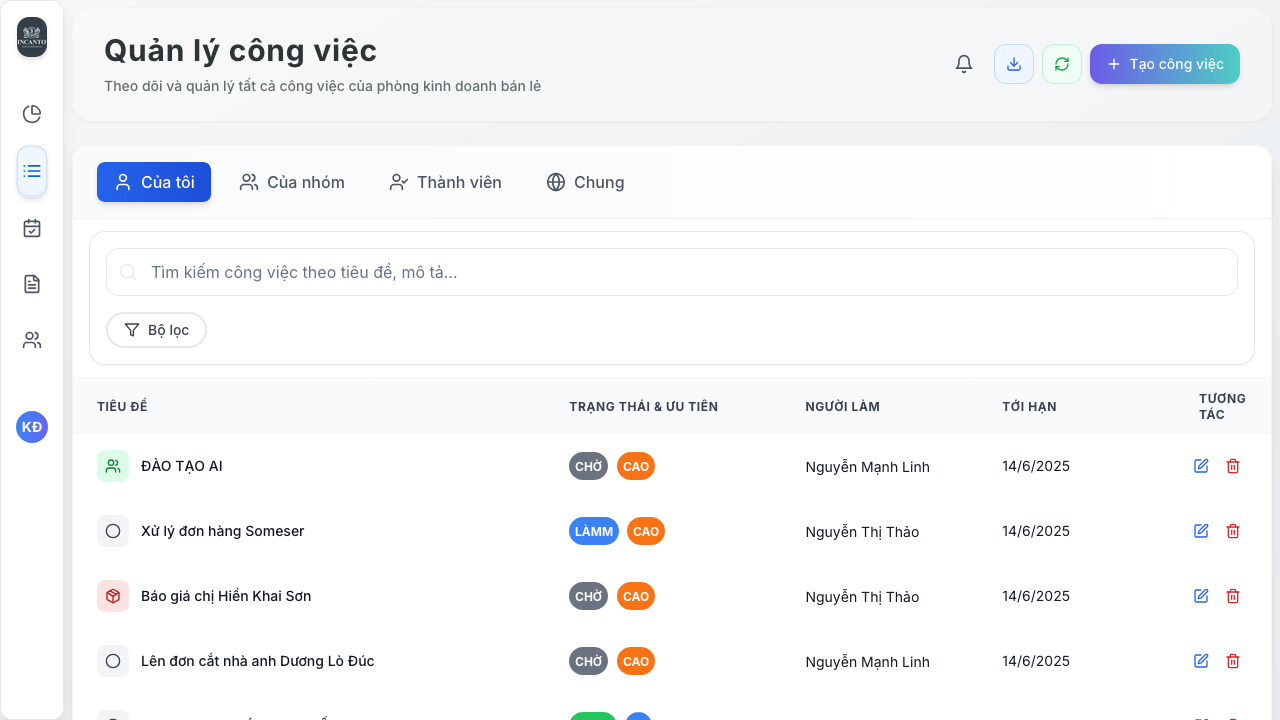 INCANTO
Quản lý công việc
Theo dõi và quản lý tất cả công việc của phòng kinh doanh bán lẻ
Tạo công việc
Của tôi
Của nhóm
Thành viên
Chung
Tìm kiếm công việc theo tiêu đề, mô tả...
Bộ lọc
TIÊU ĐỀ
TRẠNG THÁI & ƯU TIÊN
NGƯỜI LÀM
TỚI HẠN
TƯƠNG
TÁC
KĐ
ĐÀO TẠO AI
CHỜ
CAO
Nguyễn Mạnh Linh
14/6/2025
Xử lý đơn hàng Someser
LÀMM
CAO
Nguyễn Thị Thảo
14/6/2025
Báo giá chị Hiền Khai Sơn
CHỜ
CAO
Nguyễn Thị Thảo
14/6/2025
Lên đơn cắt nhà anh Dương Lò Đúc
CHỜ
CAO
Nguyễn Mạnh Linh
14/6/2025